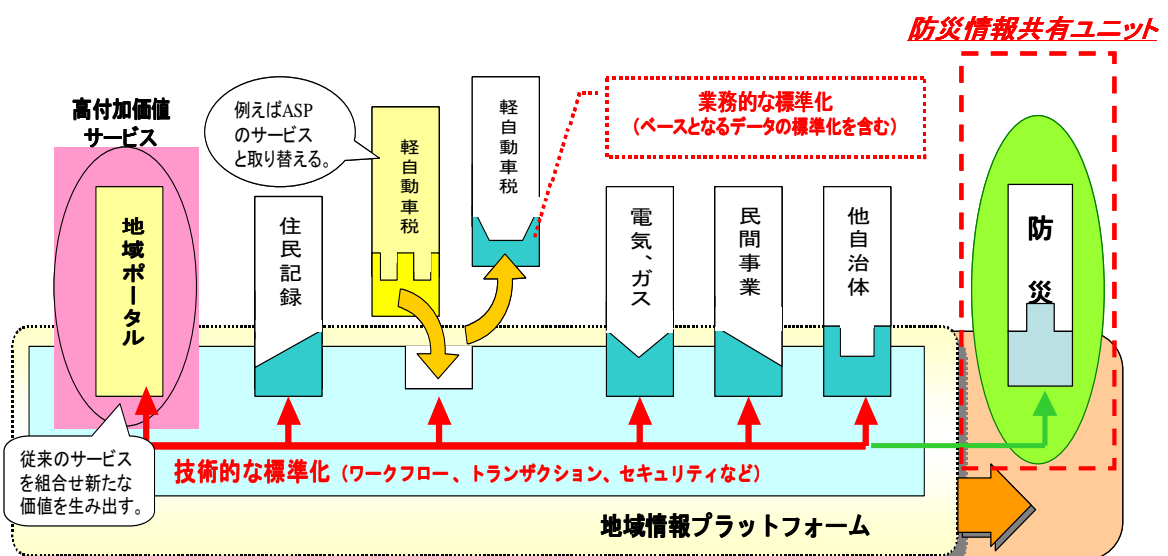 防災情報共有ユニット
高付加価値
サービス
例えばASP
のサービス
と取り替える。
軽自動車税
軽自動車税
業務的な標準化
(ベースとなるデータの標準化を含む)
地域ポータル
住民記録
電気、ガス
民間事業
他自治体
防災
従来のサービス
を組合せ新たな
価値を生み出す。
技術的な標準化(ワークフロー、トランザクション、セキュリティなど)
地域情報プラットフォーム